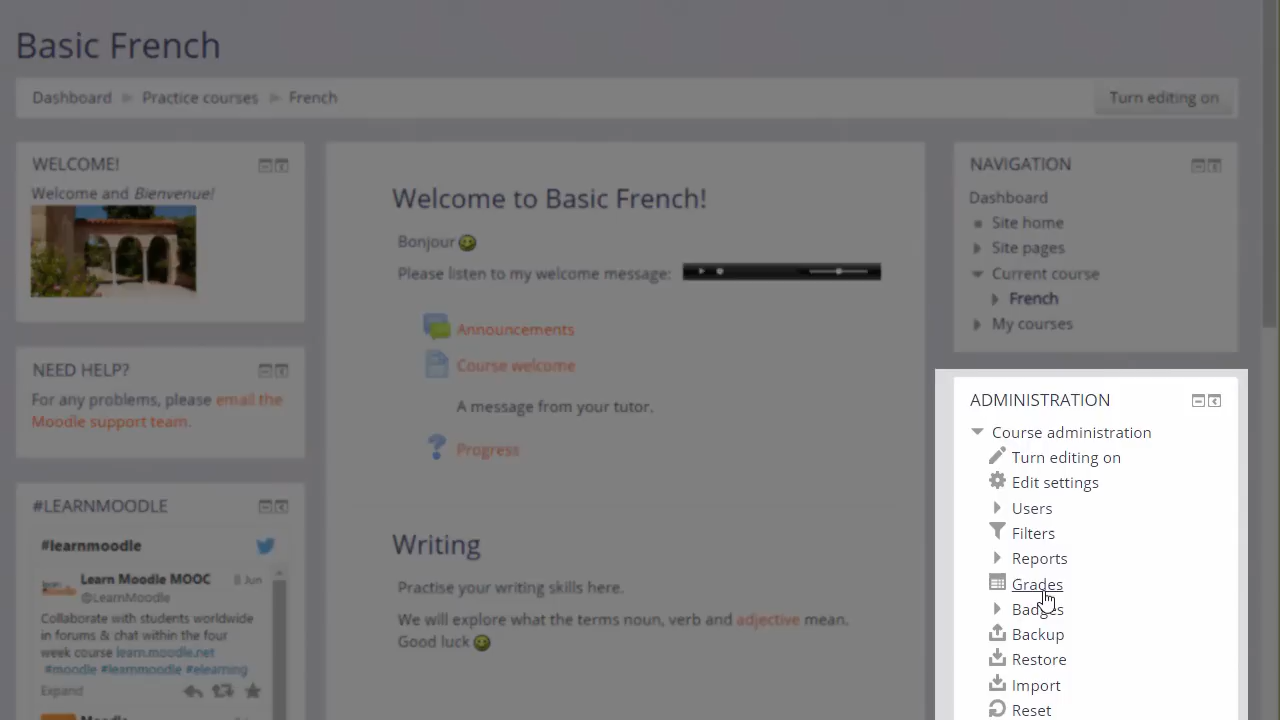 Basic French
Dashboard Practice courses French
Turn editing on
WELCOME!
Welcome and Bienvenue!
NEED HELP?
For any problems, please email the
Moodle support team.
#LEARNMOODLE
#learnmoodle
Learn Moodle MOOC 8 Jun
@LearnMoodle
Collaborate with students worldwide
in forums & chat within the four
week course learn.moodle.net
#moodle #learnmoodle #elearning
Expand
Welcome to Basic French!
Bonjour
Please listen to my welcome message:
Announcements
Course welcome
A message from your tutor.
Progress
Writing
Practise your writing skills here.
We will explore what the terms noun, verb and adjective mean.
Good luck
NAVIGATION
Dashboard
Site home
Site pages
Current course
French
My courses
ADMINISTRATION
Course administration
Turn editing on
Edit settings
Users
Filters
Reports
Grades
Badges
Backup
Restore
Import
Reset